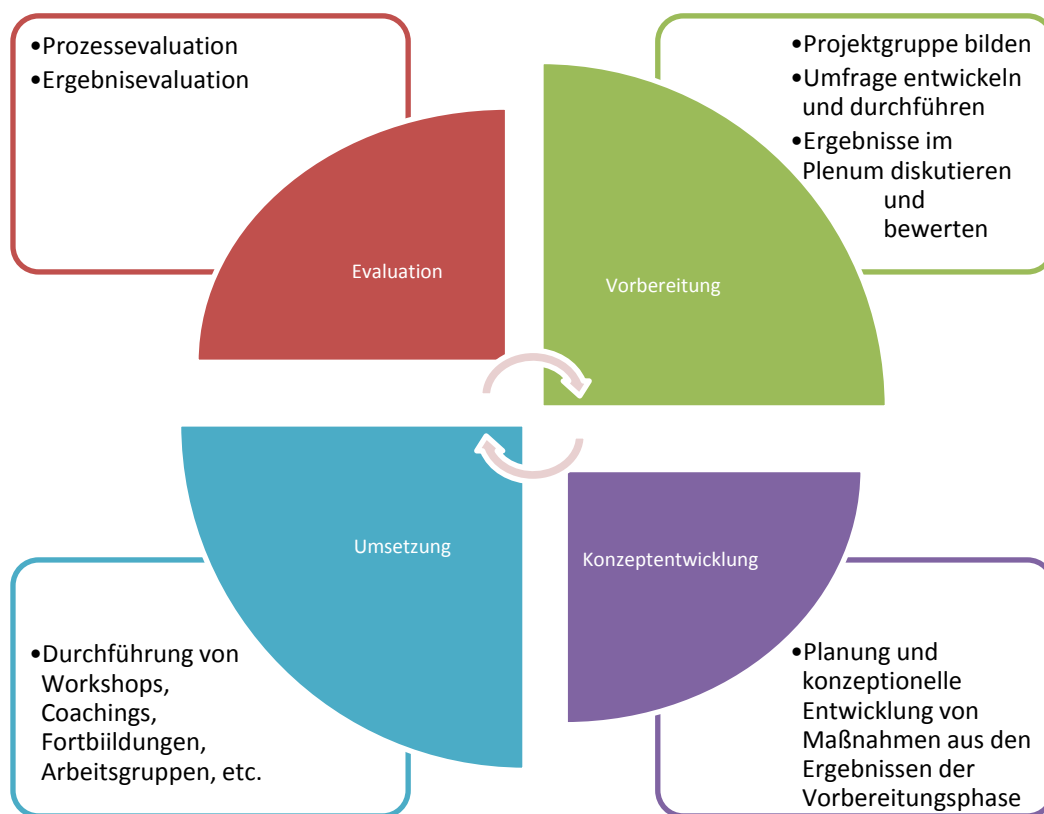 •Prozessevaluation
•Ergebnisevaluation
Evaluation
•Projektgruppe bilden
•Umfrage entwickeln
und durchführen
•Ergebnisse im
Plenum diskutieren
und
bewerten
Vorbereitung
Umsetzung
•Durchführung von
Workshops,
Coachings,
Fortbiildungen,
Arbeitsgruppen, etc.
Konzeptentwicklung
•Planung und
konzeptionelle
Entwicklung von
Maßnahmen aus den
Ergebnissen der
Vorbereitungsphase